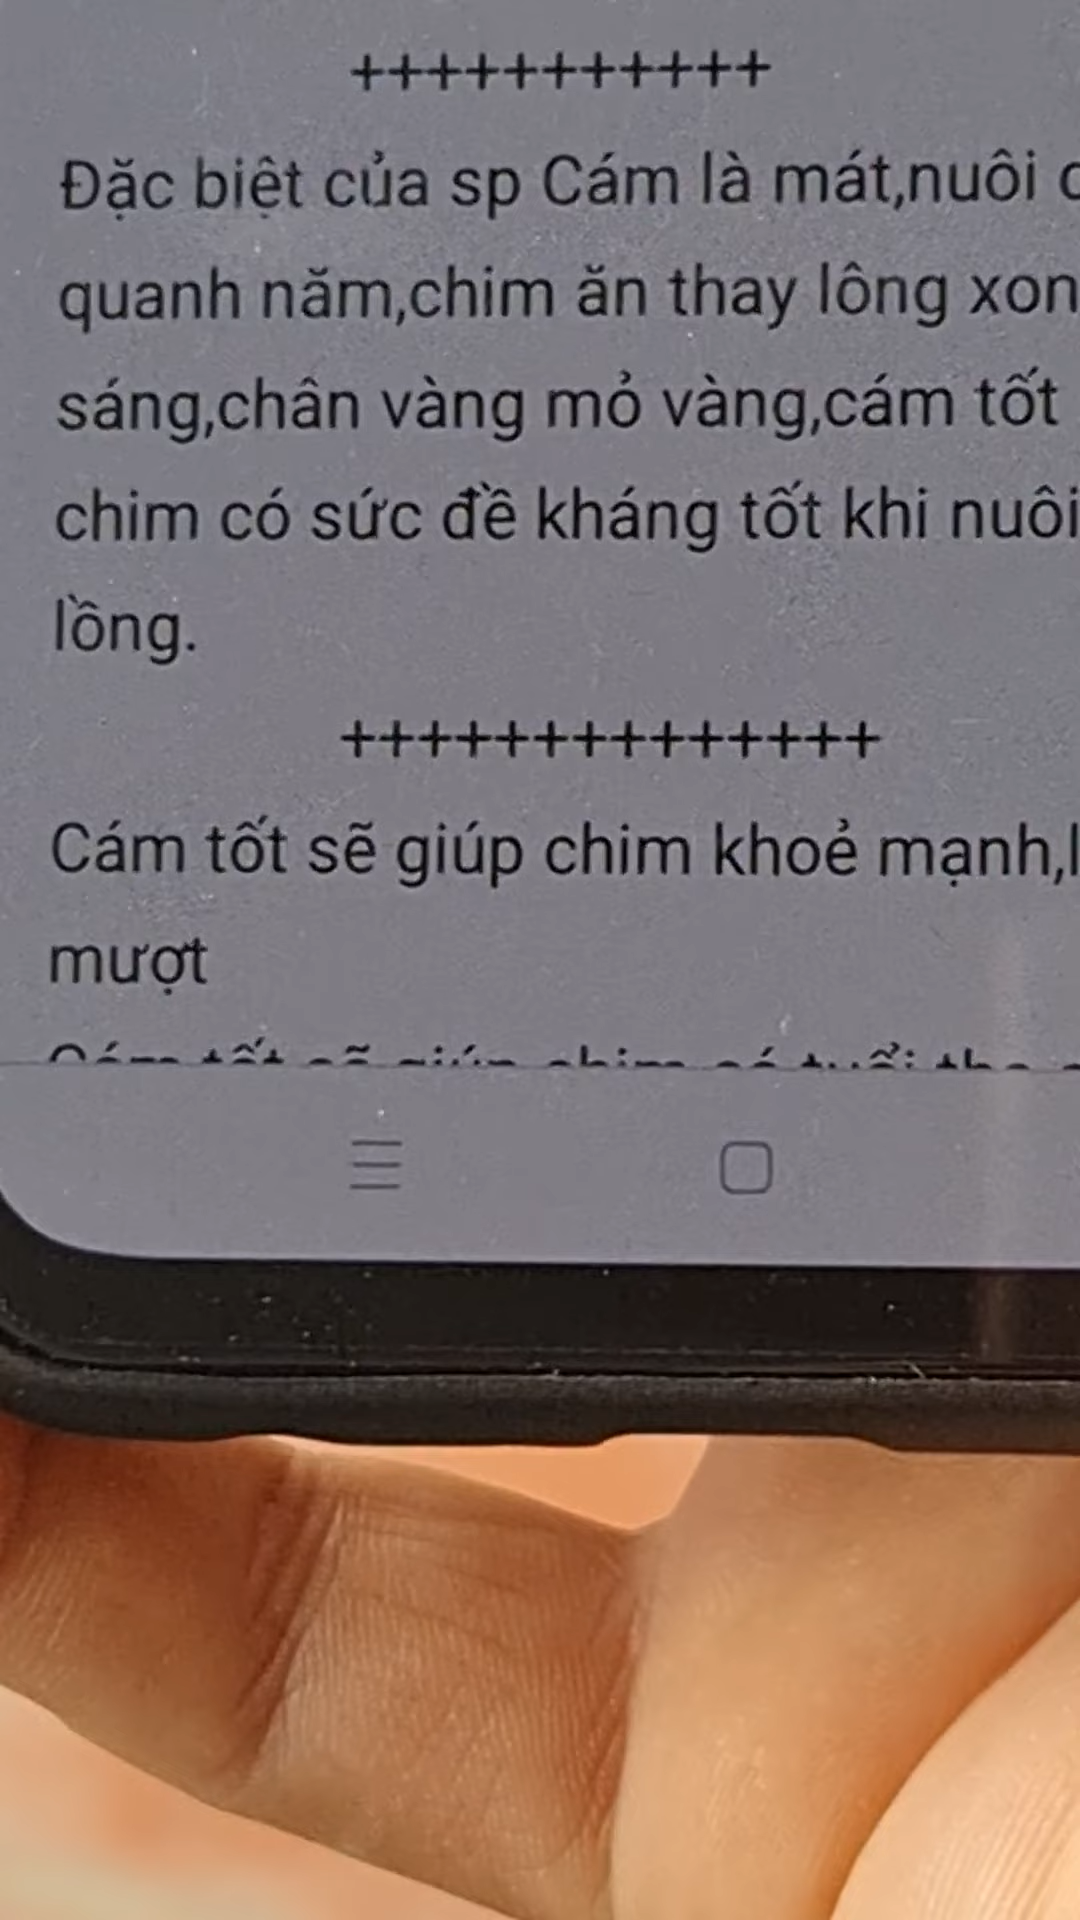 +++++++++++
Đặc biệt của sp Cám là mát,nuôi
quanh năm,chim ăn thay lông
sáng,chân vàng mỏ vàng,cám tốt
chim có sức đề kháng tốt khi nuôi
lồng.
++++++++++++++
Cám tốt sẽ giúp chim khoẻ mạnh,
mượt